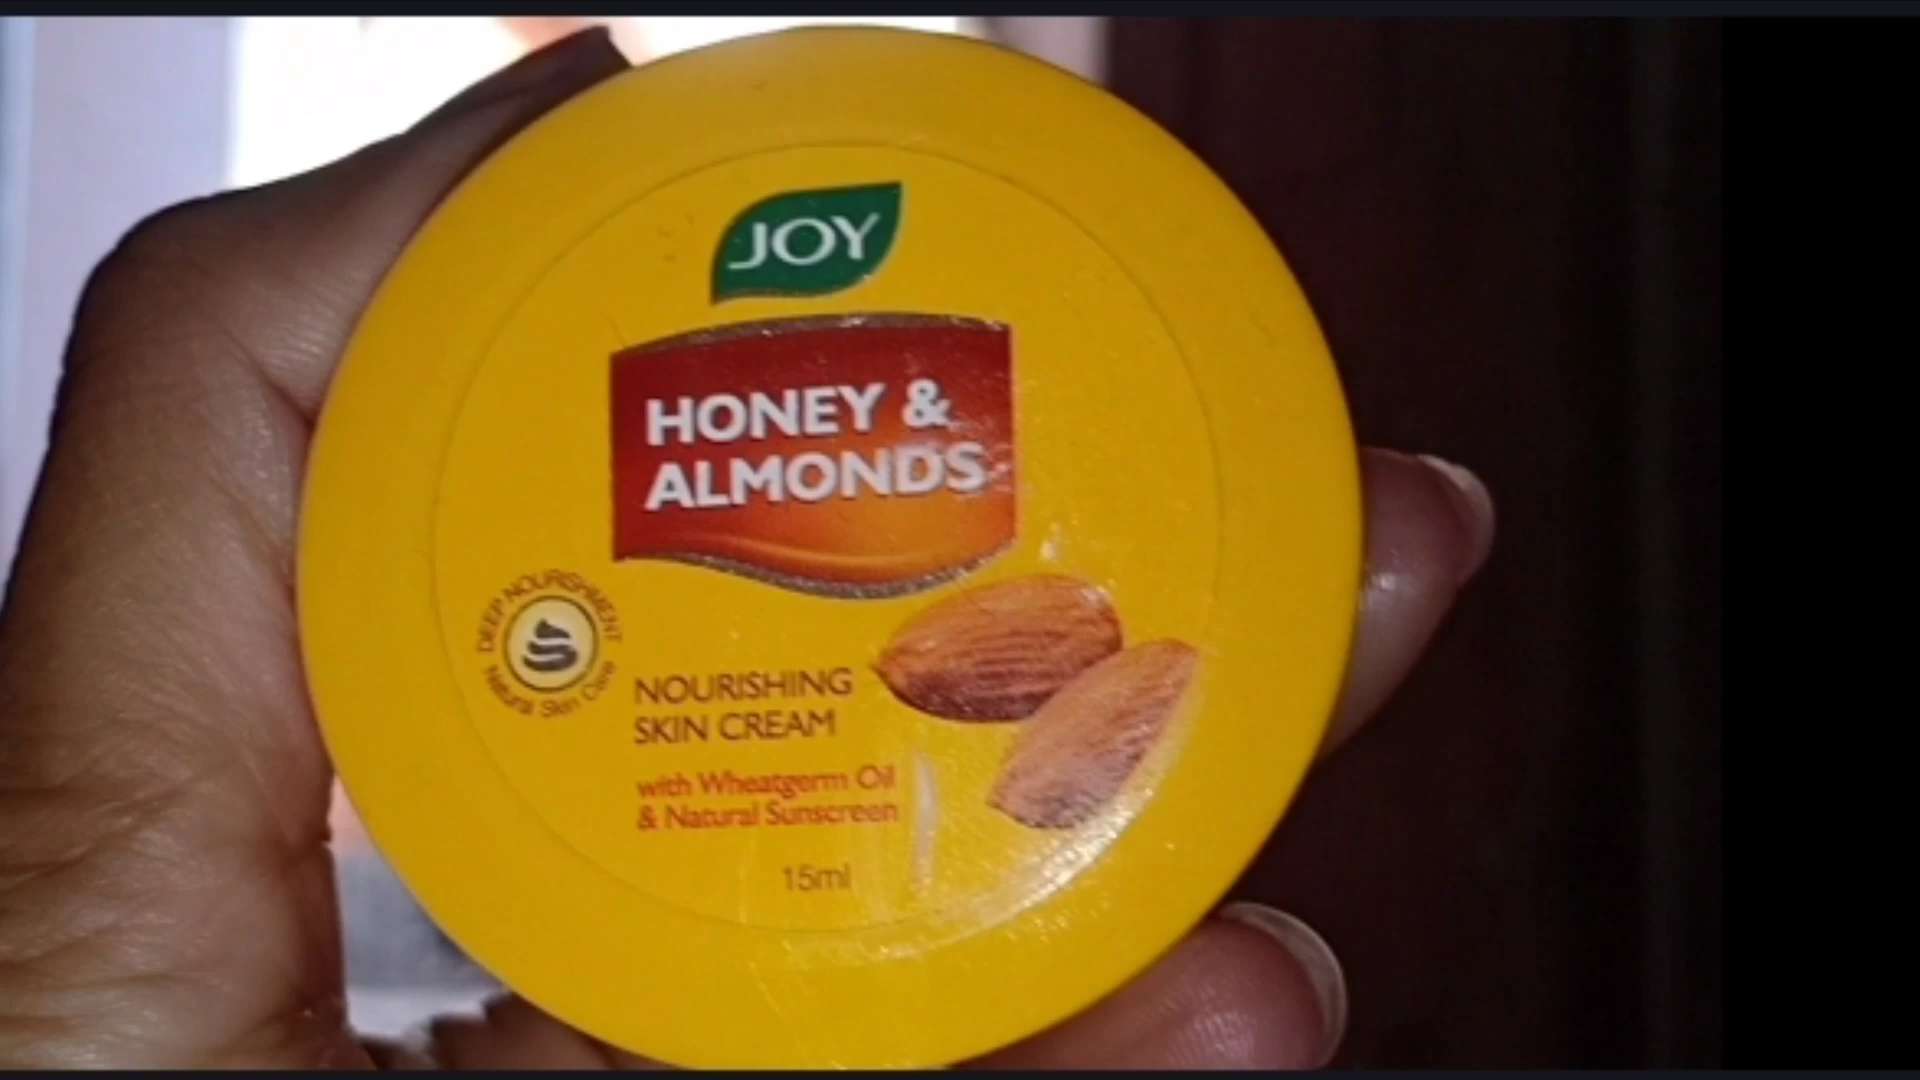 JOY
HONEY &
ALMONDS
DEEP NOURISHMENT
Natural Skin Care
NOURISHING
SKIN CREAM
with Wheatgerm Oil
& Natural Sunscreen
15ml